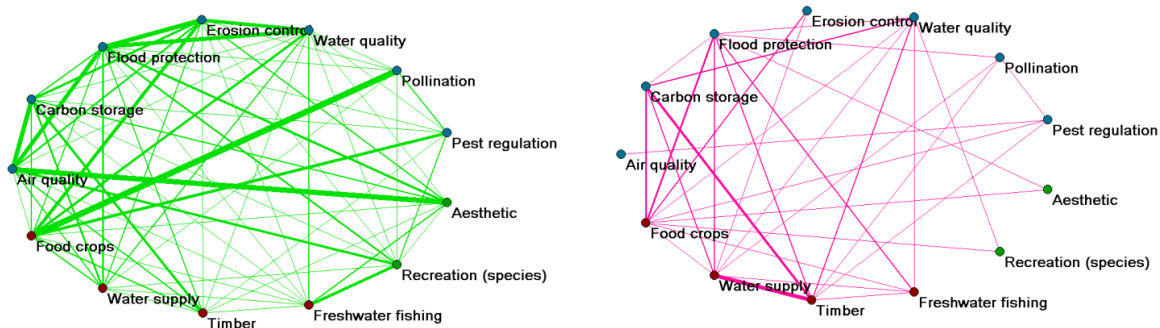 Erosion control
Water quality
Flood protection
Pollination
Carbon storage
Pest regulation
Air quality
Aesthetic
Food crops
Recreation (species)
Water supply
Freshwater fishing
Timber
Erosion control
Water quality
Flood protection
Pollination
Carbon storage
Pest regulation
Air quality
Aesthetic
Food crops
Recreation (species)
Water supply
Freshwater fishing
Timber